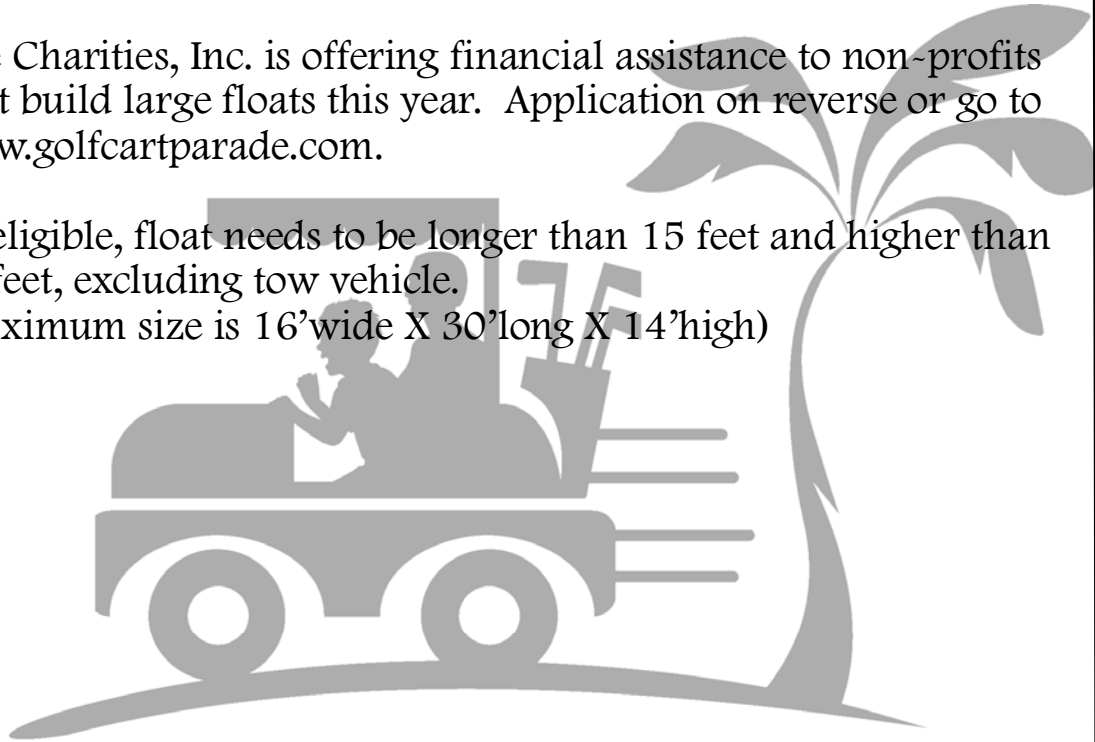 Charities, Inc. is offering financial assistance to non-profits
build large floats this year. Application on reverse or go to
w.golfcartparade.com.
eligible, float needs to be longer than 15 feet and higher than
feet, excluding tow vehicle.
ximum size is 16’wide X 30’long X 14’high)